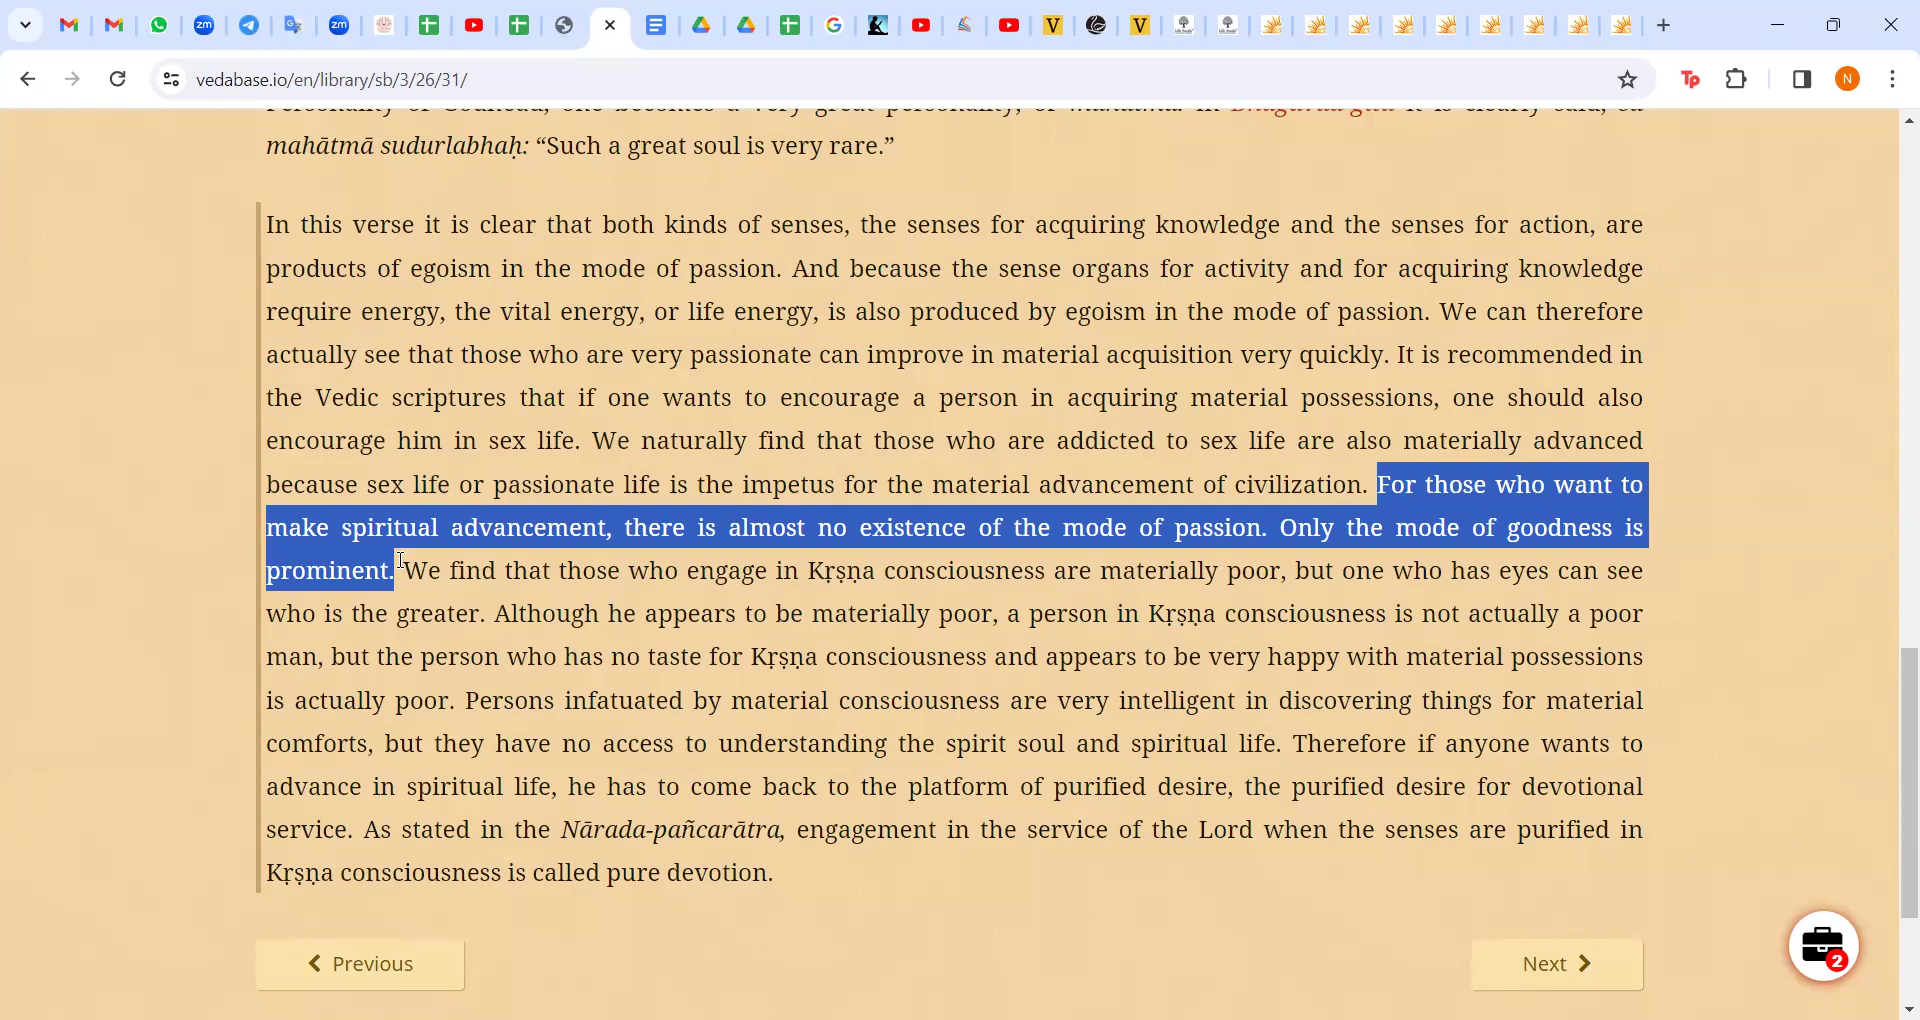 vedabase.io/en/library/sb/3/26/31/
N
mahātmā sudurlabhaḥ: “Such a great soul is very rare.”
In this verse it is clear that both kinds of senses, the senses for acquiring knowledge and the senses for action, are
products of egoism in the mode of passion. And because the sense organs for activity and for acquiring knowledge
require energy, the vital energy, or life energy, is also produced by egoism in the mode of passion. We can therefore
actually see that those who are very passionate can improve in material acquisition very quickly. It is recommended in
the Vedic scriptures that if one wants to encourage a person in acquiring material possessions, one should also
encourage him in sex life. We naturally find that those who are addicted to sex life are also materially advanced
because sex life or passionate life is the impetus for the material advancement of civilization. For those who want to
make spiritual advancement, there is almost no existence of the mode of passion. Only the mode of goodness is
prominent. We find that those who engage in Kṛṣṇa consciousness are materially poor, but one who has eyes can see
who is the greater. Although he appears to be materially poor, a person in Kṛṣṇa consciousness is not actually a poor
man, but the person who has no taste for Kṛṣṇa consciousness and appears to be very happy with material possessions
is actually poor. Persons infatuated by material consciousness are very intelligent in discovering things for material
comforts, but they have no access to understanding the spirit soul and spiritual life. Therefore if anyone wants to
advance in spiritual life, he has to come back to the platform of purified desire, the purified desire for devotional
service. As stated in the Nārada-pañcarātra, engagement in the service of the Lord when the senses are purified in
Kṛṣṇa consciousness is called pure devotion.
Previous
Next
2